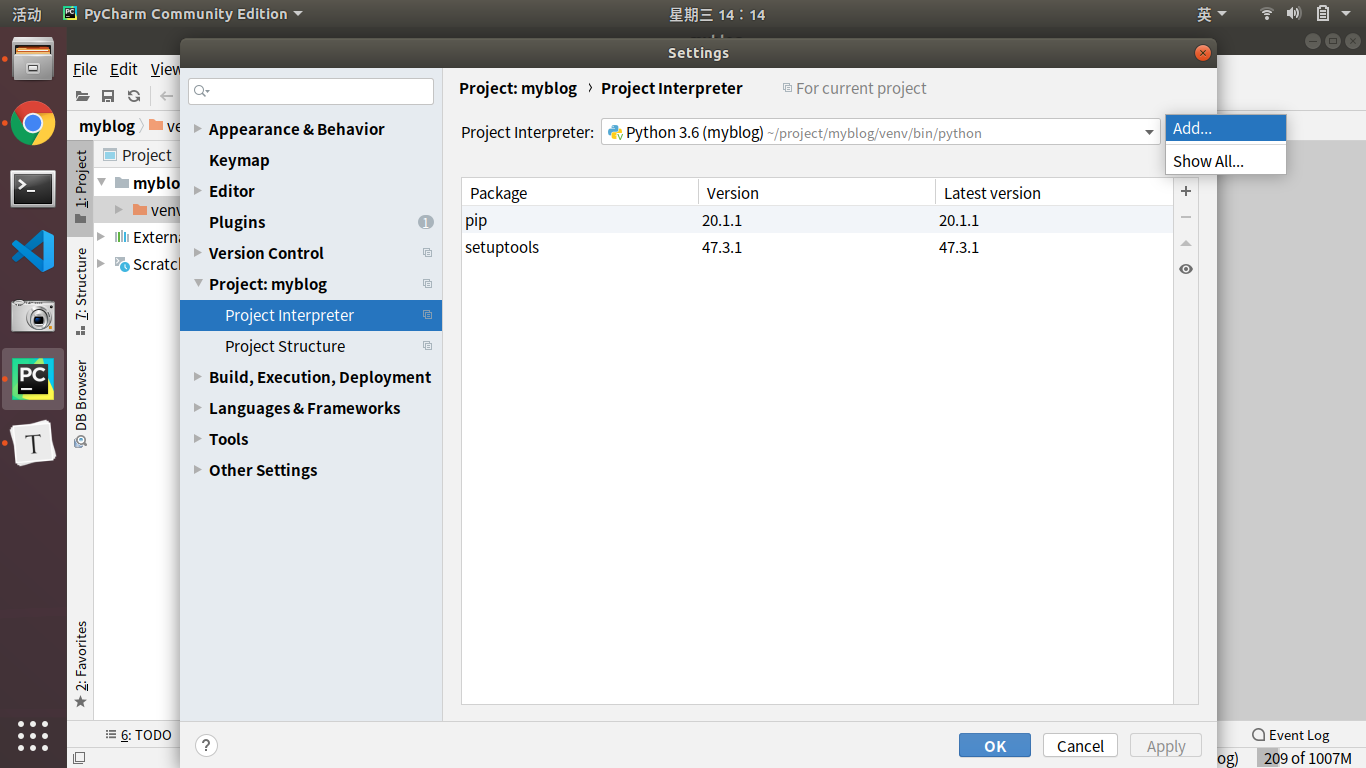 活动
PyCharm Community Edition
星期三 14：14
英
Settings
File Edit View
myblog
Project
myblo
venv
Externa
Scratch
1: Project
7: Structure
DB Browser
2: Favorites
Appearance & Behavior
Keymap
Editor
Plugins 1
Version Control
Project: myblog
Project Interpreter
Project Structure
Build, Execution, Deployment
Languages & Frameworks
Tools
Other Settings
Project: myblog › Project Interpreter For current project
Project Interpreter: Python 3.6 (myblog) ~/project/myblog/venv/bin/python
Add...
Show All...
Package Version Latest version
pip 20.1.1 20.1.1
setuptools 47.3.1 47.3.1
?
OK Cancel Apply
6: TODO
Event Log
og) 209 of 1007M